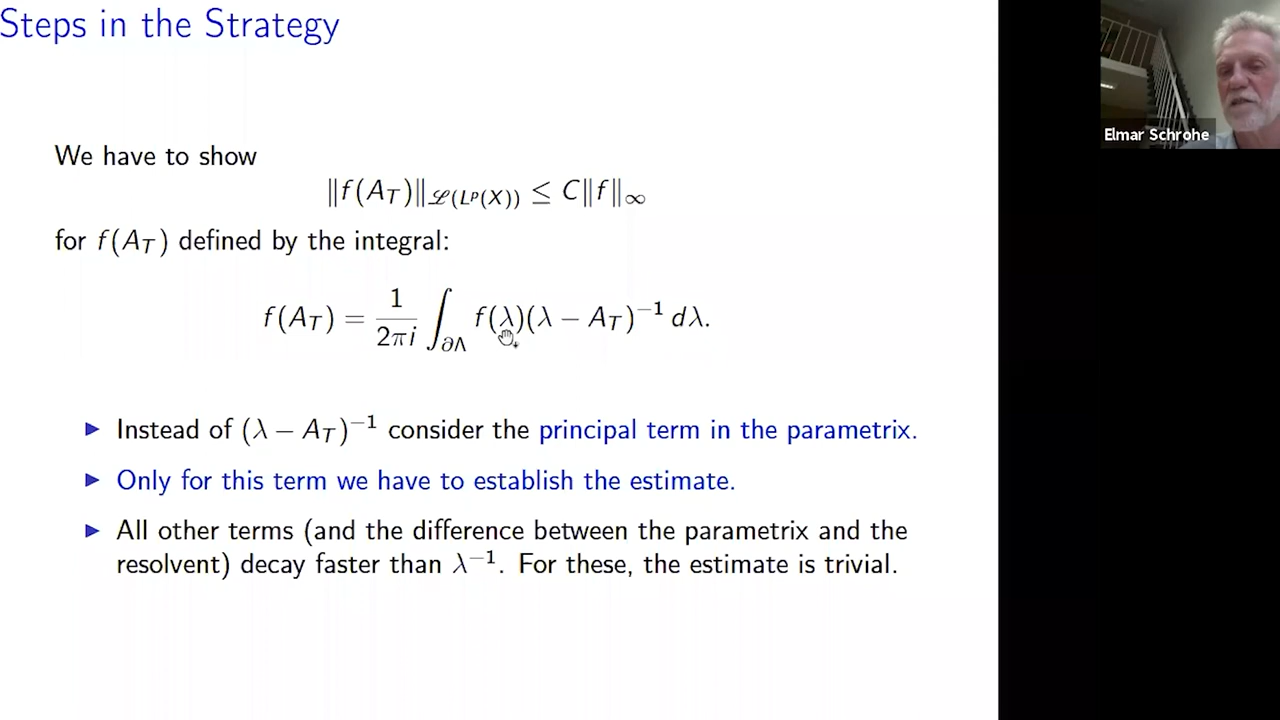 Steps in the Strategy
Elmar Schrohe
We have to show
‖f(A_T)‖_{ℒ(L^p(X))} ≤ C‖f‖_∞
for f(A_T) defined by the integral:
f(A_T) = \frac{1}{2πi} ∫_{∂Λ} f(λ)(λ − A_T)^{−1} dλ.
▶ Instead of (λ − A_T)^{−1} consider the principal term in the parametrix.
▶ Only for this term we have to establish the estimate.
▶ All other terms (and the difference between the parametrix and the
resolvent) decay faster than λ^{−1}. For these, the estimate is trivial.